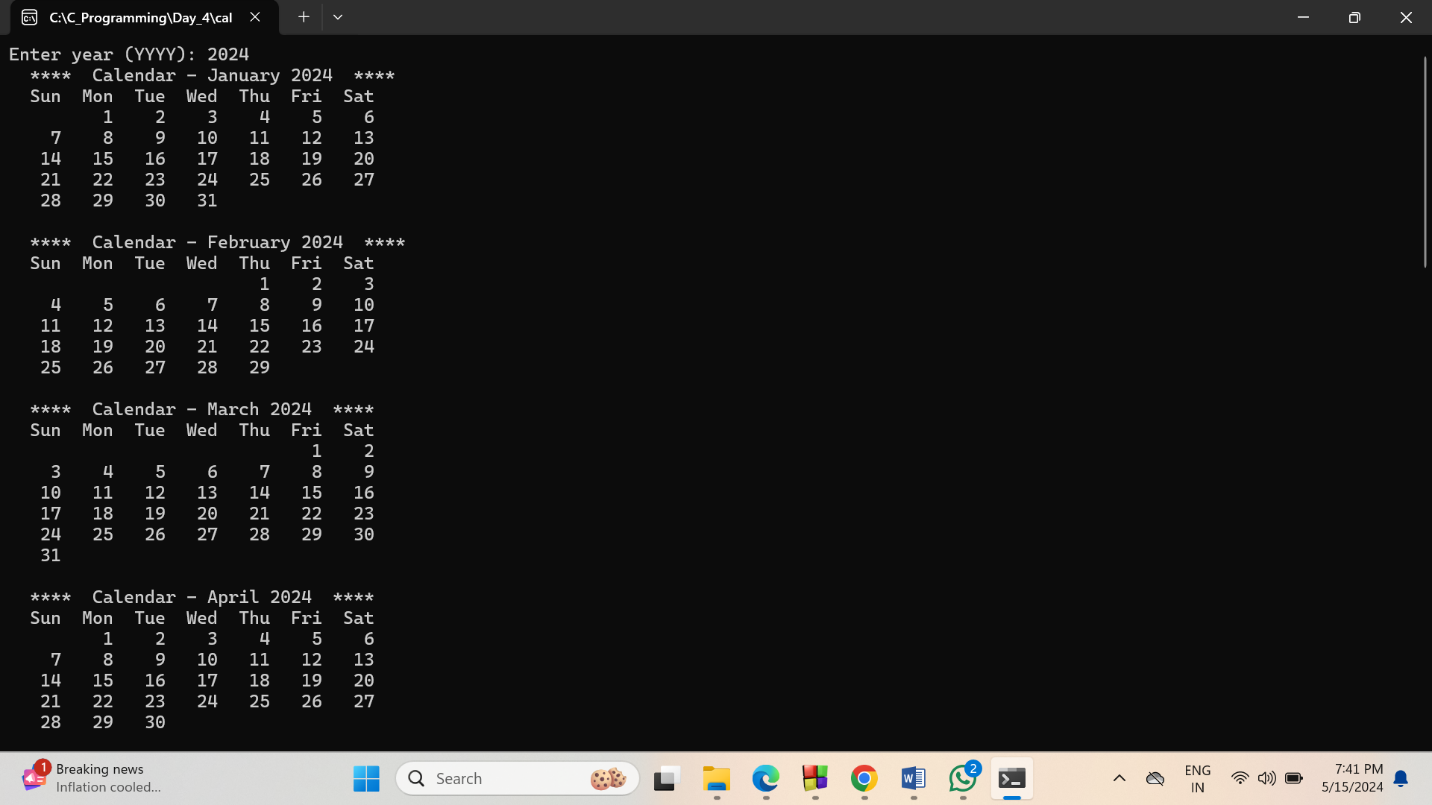 C:\C_Programming\Day_4\cal
Enter year (YYYY): 2024
**** Calendar - January 2024 ****
Sun Mon Tue Wed Thu Fri Sat
1 2 3 4 5 6
7 8 9 10 11 12 13
14 15 16 17 18 19 20
21 22 23 24 25 26 27
28 29 30 31
**** Calendar - February 2024 ****
Sun Mon Tue Wed Thu Fri Sat
1 2 3
4 5 6 7 8 9 10
11 12 13 14 15 16 17
18 19 20 21 22 23 24
25 26 27 28 29
**** Calendar - March 2024 ****
Sun Mon Tue Wed Thu Fri Sat
1 2
3 4 5 6 7 8 9
10 11 12 13 14 15 16
17 18 19 20 21 22 23
24 25 26 27 28 29 30
31
**** Calendar - April 2024 ****
Sun Mon Tue Wed Thu Fri Sat
1 2 3 4 5 6
7 8 9 10 11 12 13
14 15 16 17 18 19 20
21 22 23 24 25 26 27
28 29 30
1 Breaking news
Inflation cooled...
Search
2
ENG
IN
7:41 PM
5/15/2024